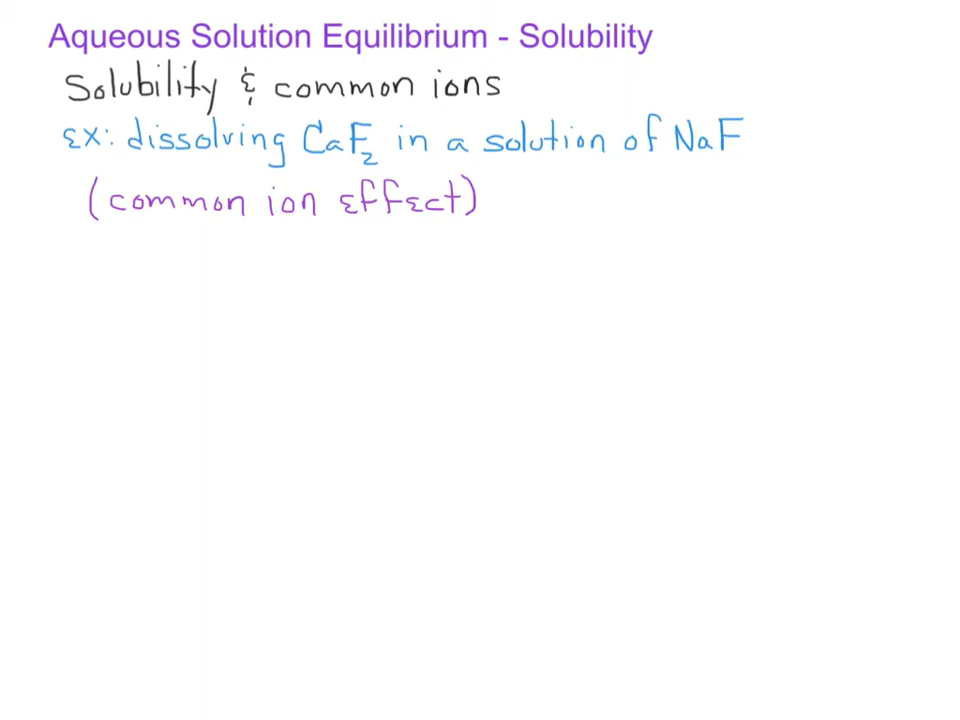 Aqueous Solution Equilibrium - Solubility
Solubility & common ions
Ex: dissolving CaF₂ in a solution of NaF
(common ion effect)